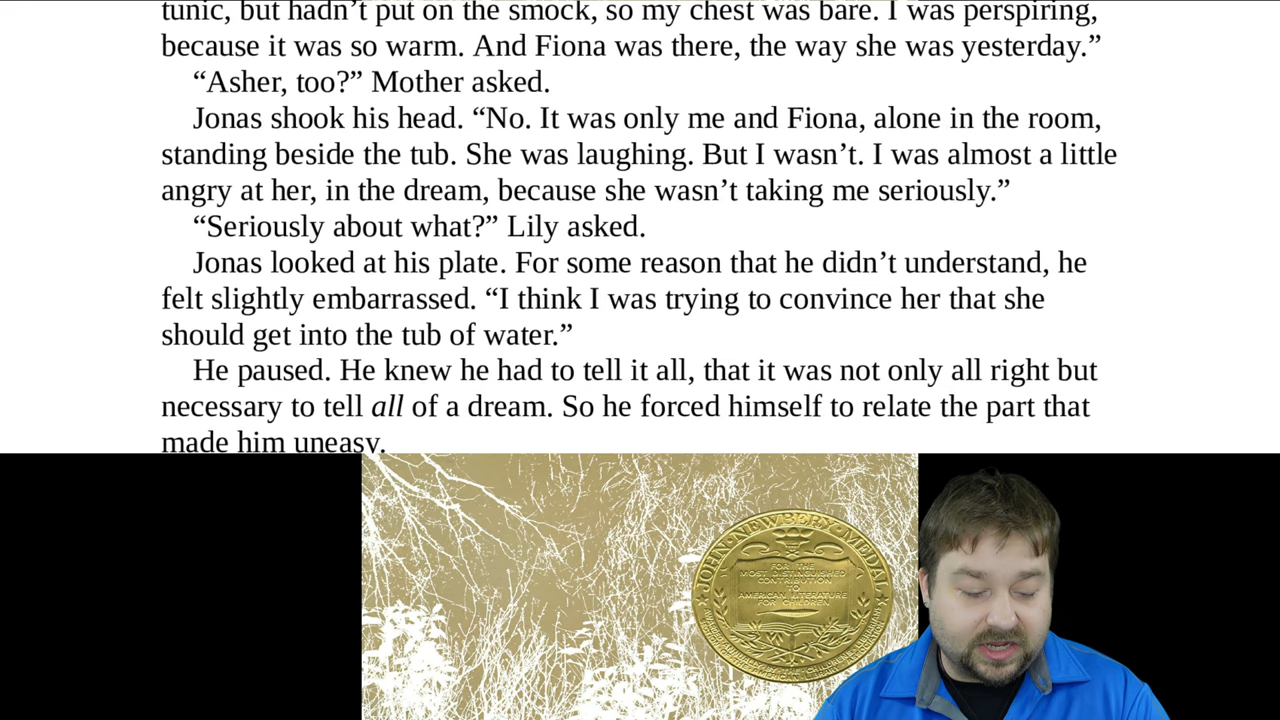 tunic, but hadn’t put on the smock, so my chest was bare. I was perspiring,
because it was so warm. And Fiona was there, the way she was yesterday.”
“Asher, too?” Mother asked.
Jonas shook his head. “No. It was only me and Fiona, alone in the room,
standing beside the tub. She was laughing. But I wasn’t. I was almost a little
angry at her, in the dream, because she wasn’t taking me seriously.”
“Seriously about what?” Lily asked.
Jonas looked at his plate. For some reason that he didn’t understand, he
felt slightly embarrassed. “I think I was trying to convince her that she
should get into the tub of water.”
He paused. He knew he had to tell it all, that it was not only all right but
necessary to tell all of a dream. So he forced himself to relate the part that
made him uneasy.
JOHN NEWBERY MEDAL
FOR THE
MOST DISTINGUISHED
CONTRIBUTION
TO
AMERICAN LITERATURE
FOR CHILDREN